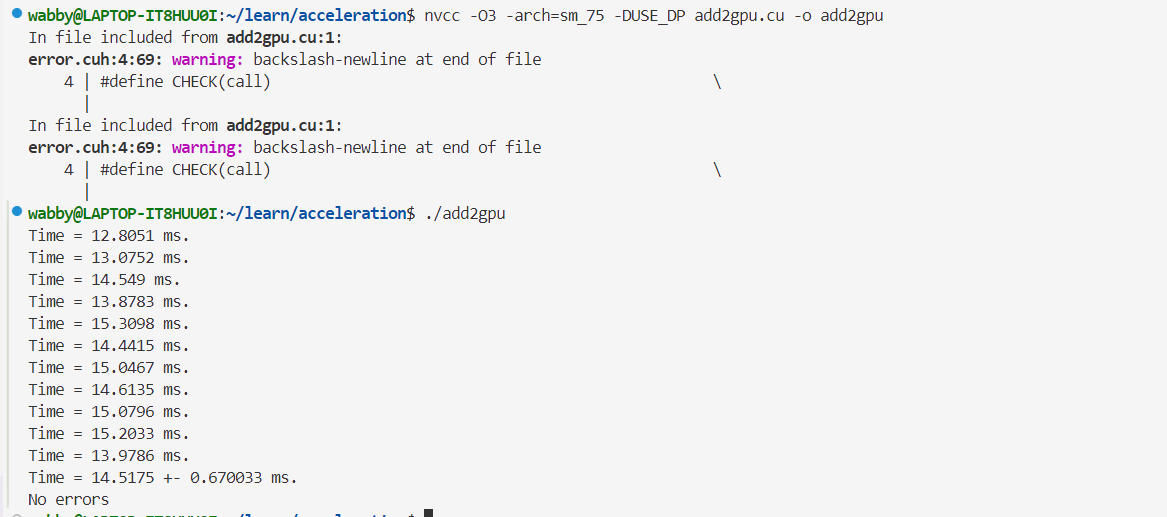 wabby@LAPTOP-IT8HUU0I:~/learn/acceleration$ nvcc -O3 -arch=sm_75 -DUSE_DP add2gpu.cu -o add2gpu
In file included from add2gpu.cu:1:
error.cuh:4:69: warning: backslash-newline at end of file
4 | #define CHECK(call) \
|
In file included from add2gpu.cu:1:
error.cuh:4:69: warning: backslash-newline at end of file
4 | #define CHECK(call) \
|
wabby@LAPTOP-IT8HUU0I:~/learn/acceleration$ ./add2gpu
Time = 12.8051 ms.
Time = 13.0752 ms.
Time = 14.549 ms.
Time = 13.8783 ms.
Time = 15.3098 ms.
Time = 14.4415 ms.
Time = 15.0467 ms.
Time = 14.6135 ms.
Time = 15.0796 ms.
Time = 15.2033 ms.
Time = 13.9786 ms.
Time = 14.5175 +- 0.670033 ms.
No errors